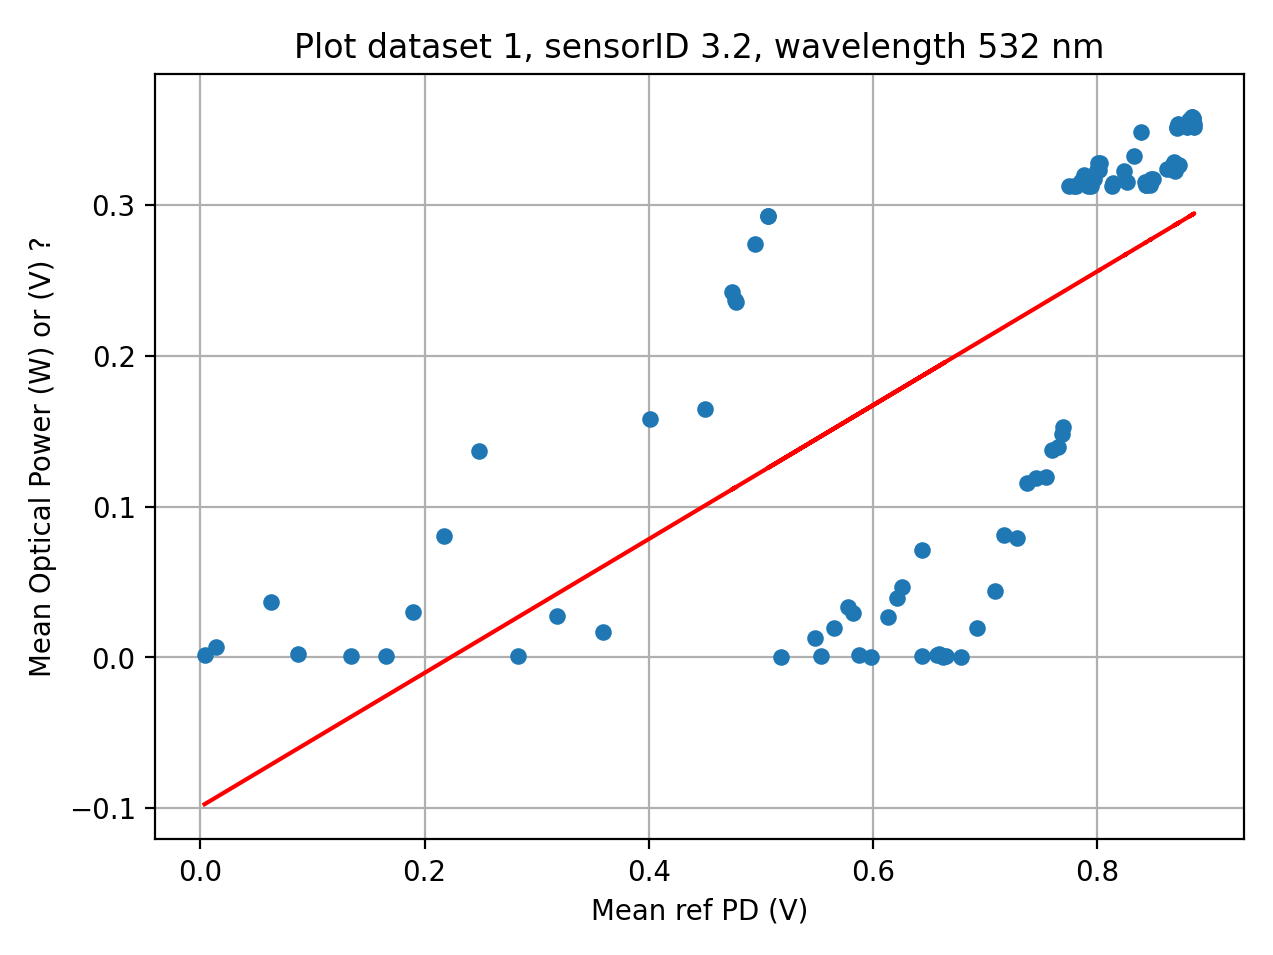 Plot dataset 1, sensorID 3.2, wavelength 532 nm
Mean Optical Power (W) or (V) ?
0.3
0.2
0.1
0.0
−0.1
0.0 0.2 0.4 0.6 0.8
Mean ref PD (V)